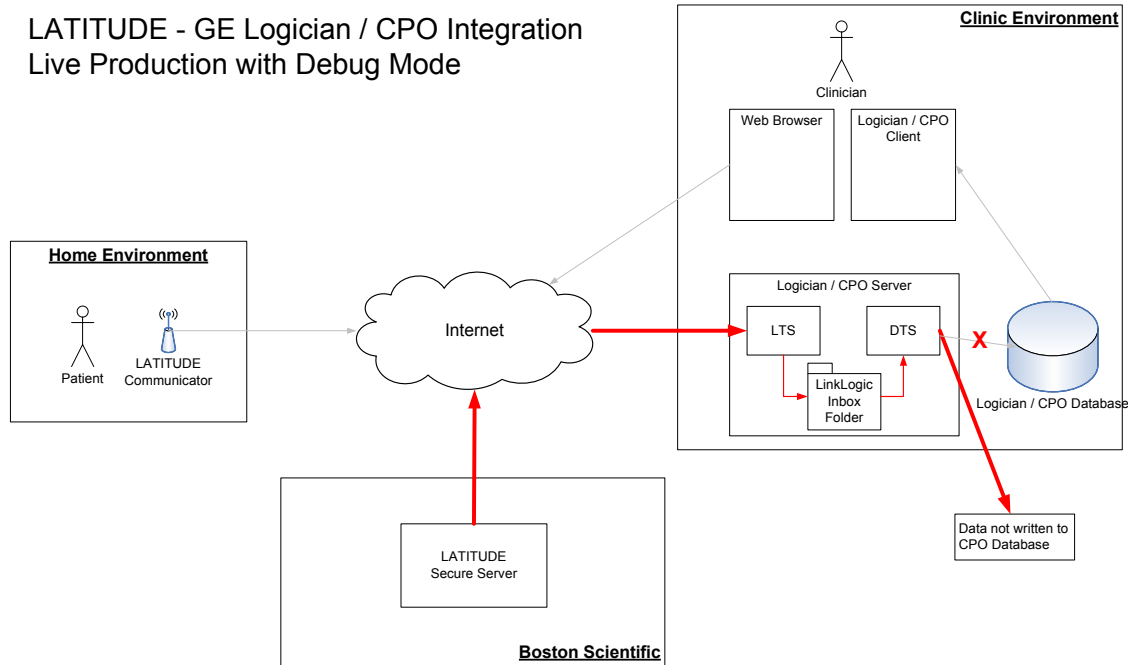 LATITUDE - GE Logician / CPO Integration
Live Production with Debug Mode
Clinic Environment
Clinician
Web Browser
Logician / CPO
Client
Home Environment
Patient
LATITUDE
Communicator
Internet
Logician / CPO Server
LTS
DTS
LinkLogic
Inbox
Folder
X
Logician / CPO Database
Data not written to
CPO Database
LATITUDE
Secure Server
Boston Scientific